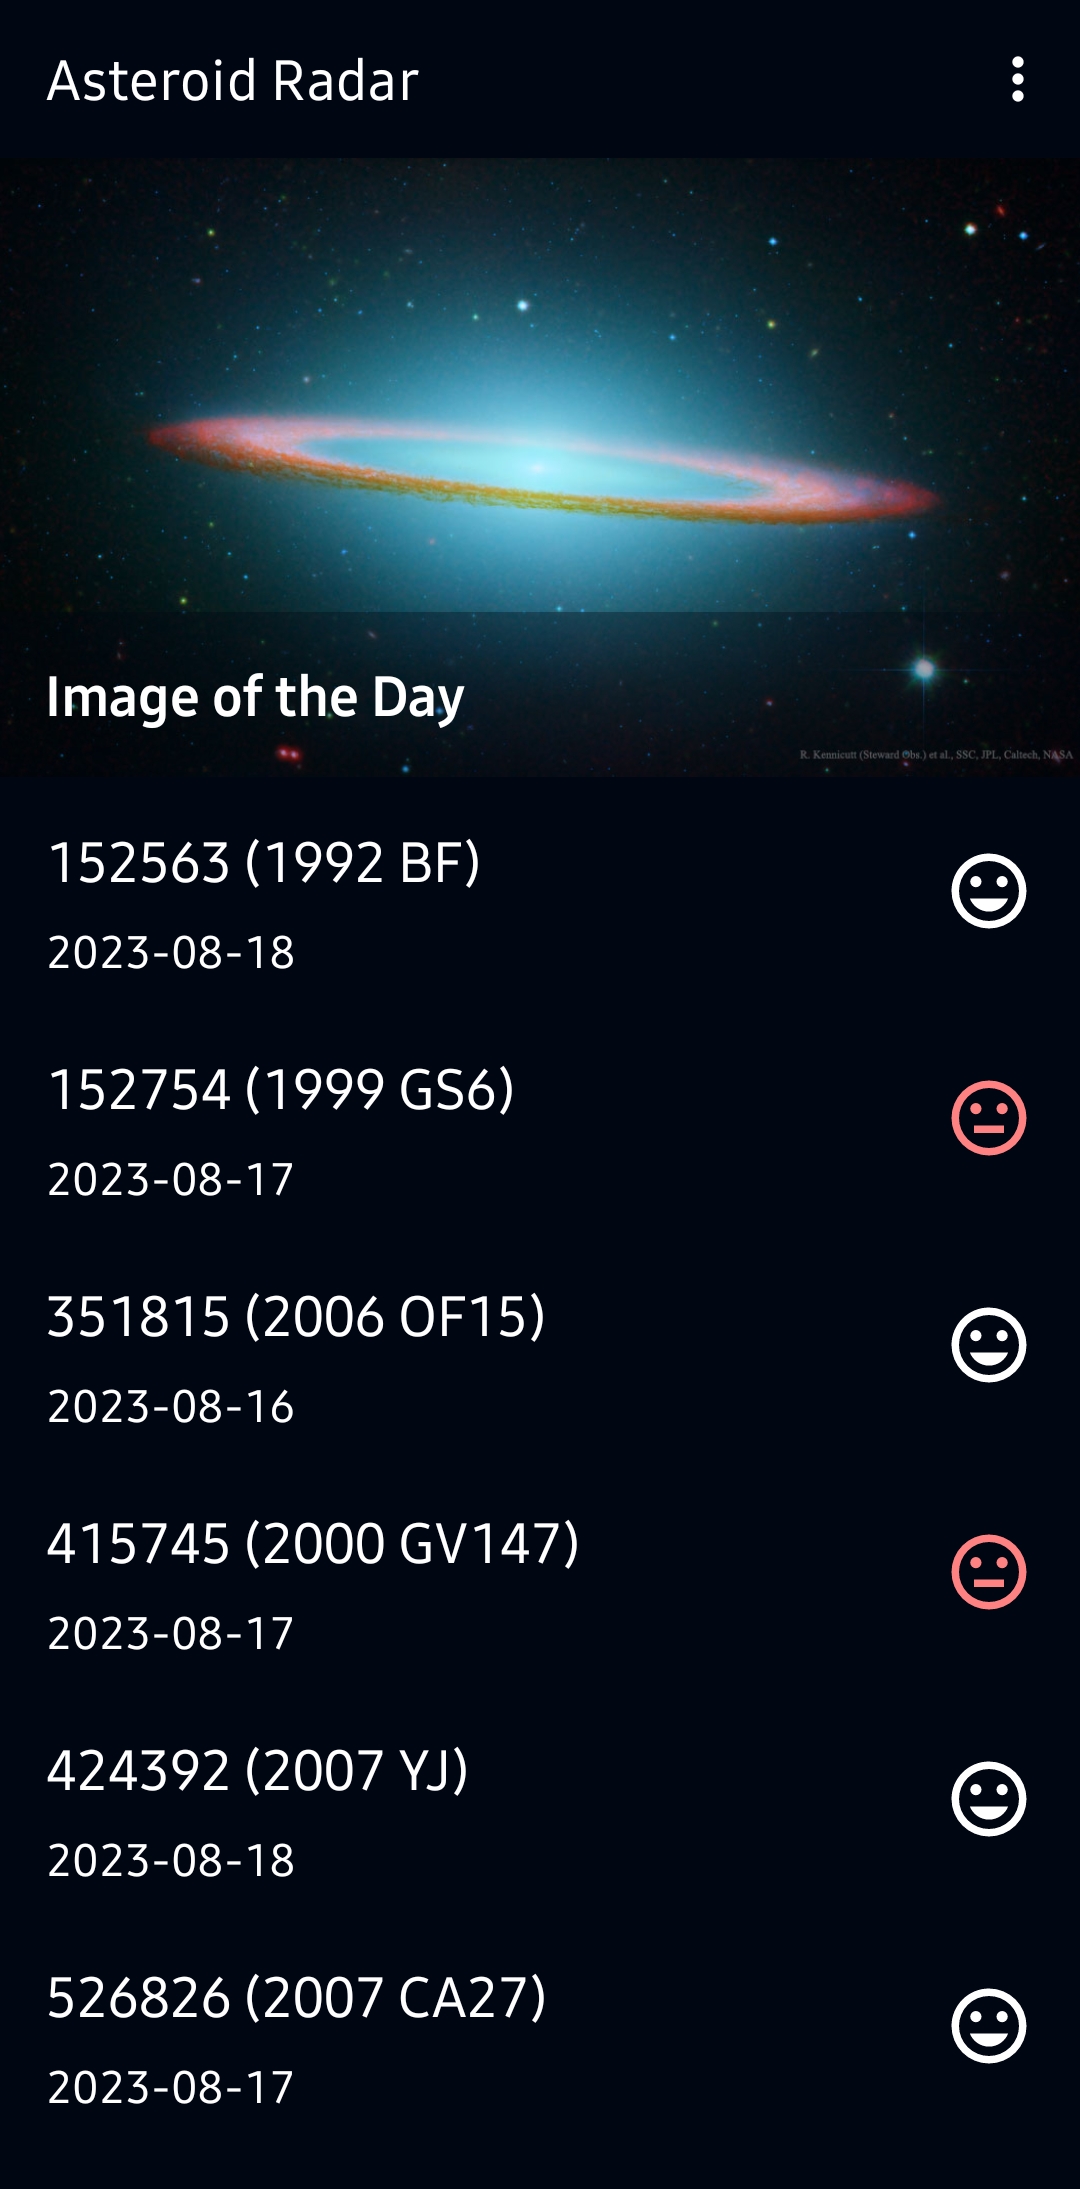 Asteroid Radar
Image of the Day
R. Kennicutt (Steward Obs.) et al., SSC, JPL, Caltech, NASA
152563 (1992 BF)
2023-08-18
152754 (1999 GS6)
2023-08-17
351815 (2006 OF15)
2023-08-16
415745 (2000 GV147)
2023-08-17
424392 (2007 YJ)
2023-08-18
526826 (2007 CA27)
2023-08-17